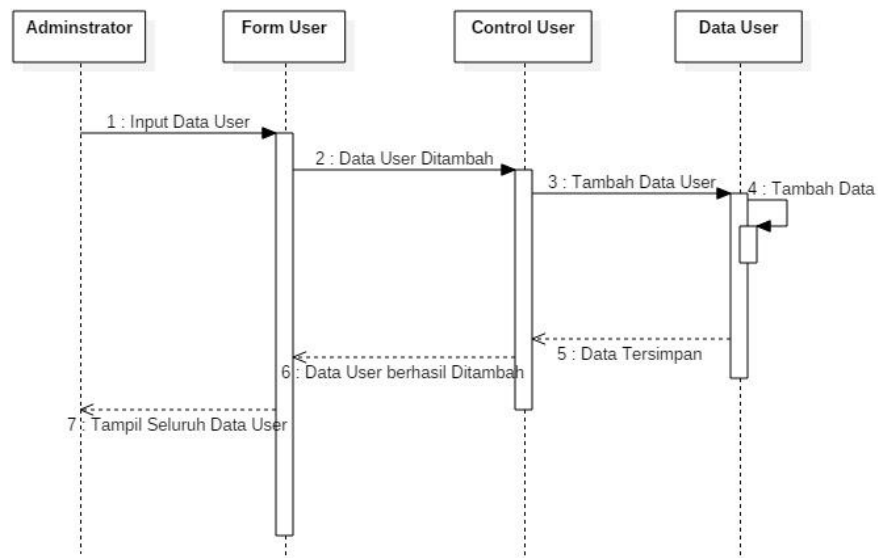 Adminstrator
Form User
Control User
Data User
1 : Input Data User
2 : Data User Ditambah
3 : Tambah Data User
4 : Tambah Data
5 : Data Tersimpan
6 : Data User berhasil Ditambah
7 : Tampil Seluruh Data User